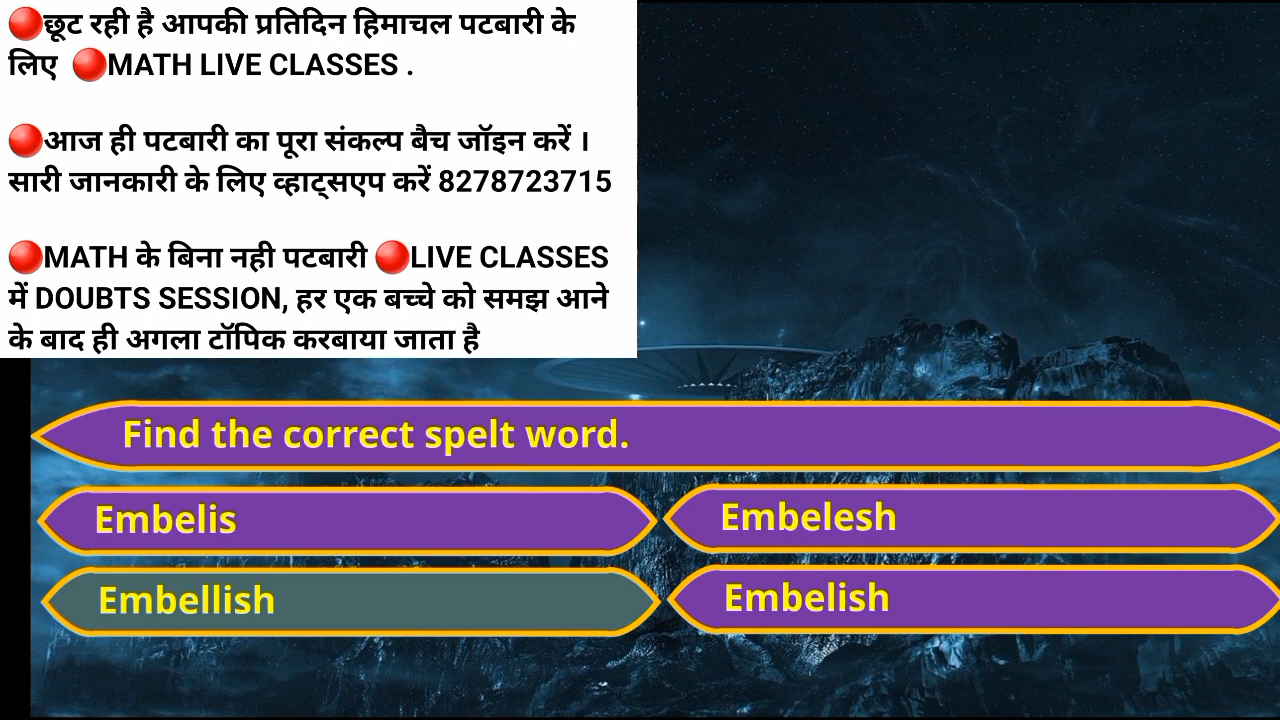 🔴छूट रही है आपकी प्रतिदिन हिमाचल पटबारी के
लिए 🔴MATH LIVE CLASSES .
🔴आज ही पटबारी का पूरा संकल्प बैच जॉइन करें ।
सारी जानकारी के लिए व्हाट्सएप करें 8278723715
🔴MATH के बिना नही पटबारी 🔴LIVE CLASSES
में DOUBTS SESSION, हर एक बच्चे को समझ आने
के बाद ही अगला टॉपिक करबाया जाता है
Find the correct spelt word.
Embelis
Embelesh
Embellish
Embelish